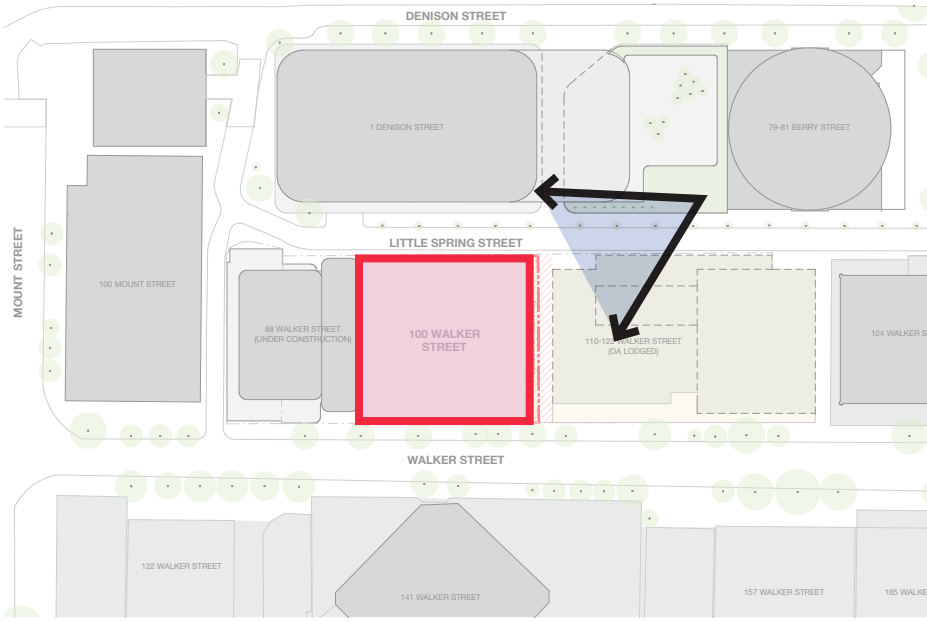 DENISON STREET
1 DENISON STREET
79-81 BERRY STREET
MOUNT STREET
LITTLE SPRING STREET
100 MOUNT STREET
88 WALKER STREET
(UNDER CONSTRUCTION)
100 WALKER
STREET
110-122 WALKER STREET
(DA LODGED)
124 WALKER S
WALKER STREET
122 WALKER STREET
141 WALKER STREET
157 WALKER STREET
165 WALKE